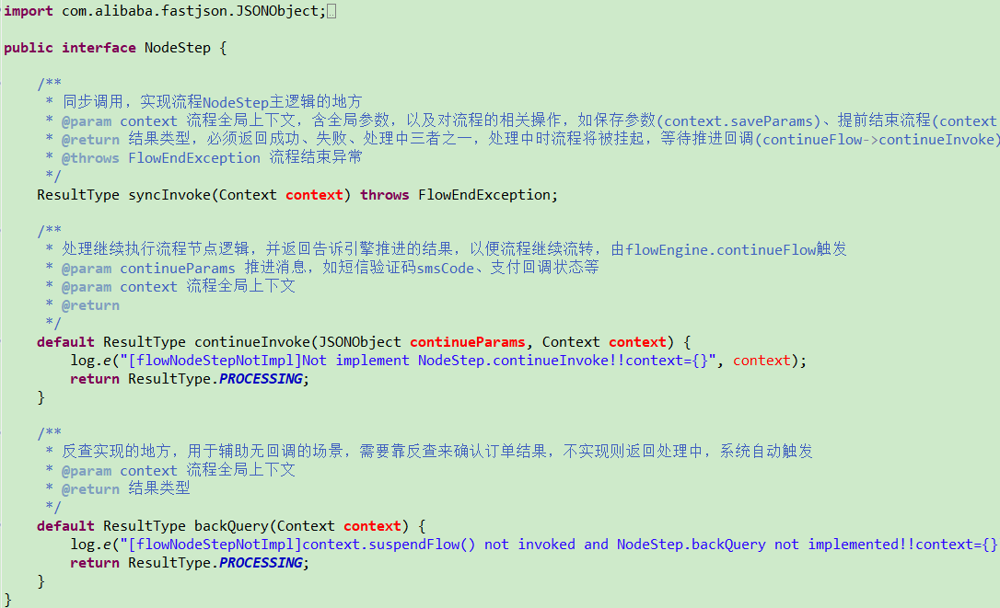 import com.alibaba.fastjson.JSONObject;
public interface NodeStep {
/**
* 同步调用，实现流程NodeStep主逻辑的地方
* @param context 流程全局上下文，含全局参数，以及对流程的相关操作，如保存参数(context.saveParams)、提前结束流程(context.
* @return 结果类型，必须返回成功、失败、处理中三者之一，处理中时流程将被挂起，等待推进回调(continueFlow->continueInvoke)
* @throws FlowEndException 流程结束异常
*/
ResultType syncInvoke(Context context) throws FlowEndException;
/**
* 处理继续执行流程节点逻辑，并返回告诉引擎推进的结果，以便流程继续流转，由flowEngine.continueFlow触发
* @param continueParams 推进消息，如短信验证码smsCode、支付回调状态等
* @param context 流程全局上下文
* @return
*/
default ResultType continueInvoke(JSONObject continueParams, Context context) {
log.e("[flowNodeStepNotImpl]Not implement NodeStep.continueInvoke!!context={}", context);
return ResultType.PROCESSING;
}
/**
* 反查实现的地方，用于辅助无回调的场景，需要靠反查来确认订单结果，不实现则返回处理中，系统自动触发
* @param context 流程全局上下文
* @return 结果类型
*/
default ResultType backQuery(Context context) {
log.e("[flowNodeStepNotImpl]context.suspendFlow() not invoked and NodeStep.backQuery not implemented!!context={}
return ResultType.PROCESSING;
}
}